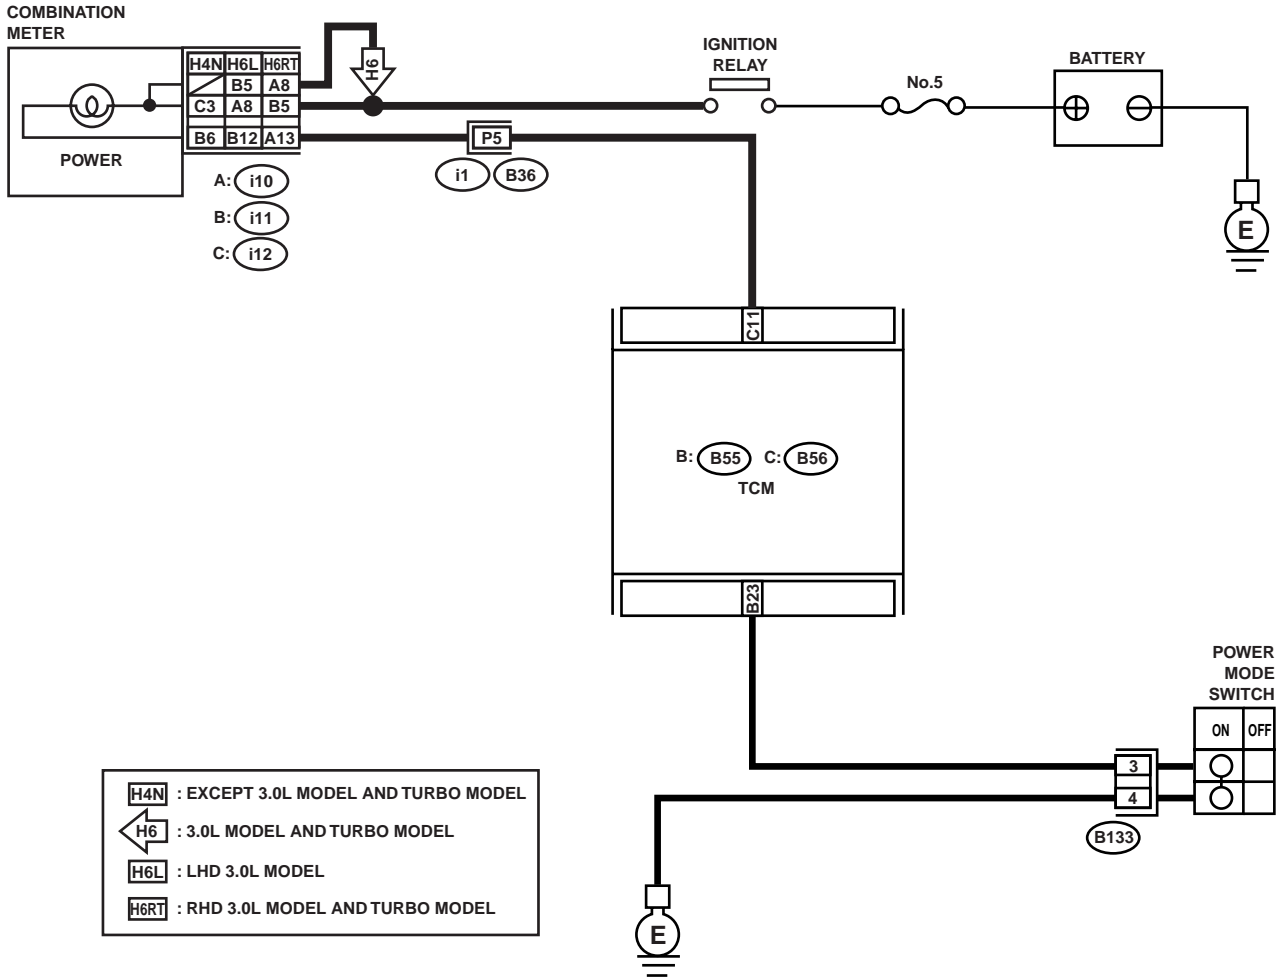 COMBINATION
METER
H4N H6L H6RT
B5 A8
C3 A8 B5
B6 B12 A13
POWER
A: i10
B: i11
C: i12
H6
P5
i1 B36
IGNITION
RELAY
No.5
BATTERY
E
C11
B: B55 C: B56
TCM
B23
POWER
MODE
SWITCH
ON OFF
3
4
B133
E
H4N : EXCEPT 3.0L MODEL AND TURBO MODEL
H6 : 3.0L MODEL AND TURBO MODEL
H6L : LHD 3.0L MODEL
H6RT : RHD 3.0L MODEL AND TURBO MODEL